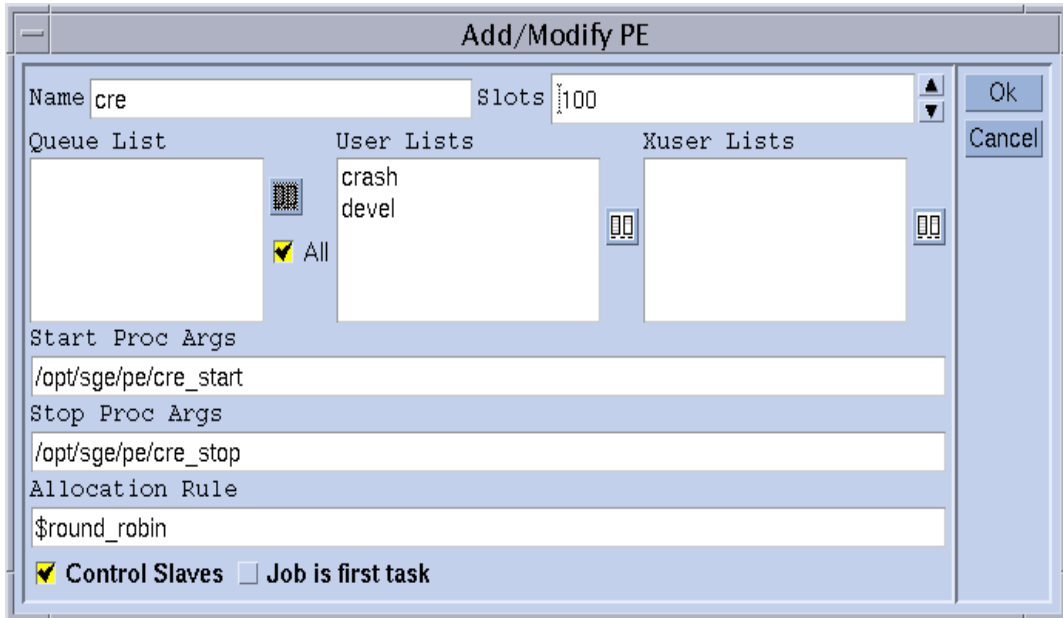 Add/Modify PE
Name cre Slots 100 Ok
Cancel
Queue List User Lists Xuser Lists
crash
devel
All
Start Proc Args
/opt/sge/pe/cre_start
Stop Proc Args
/opt/sge/pe/cre_stop
Allocation Rule
$round_robin
Control Slaves Job is first task